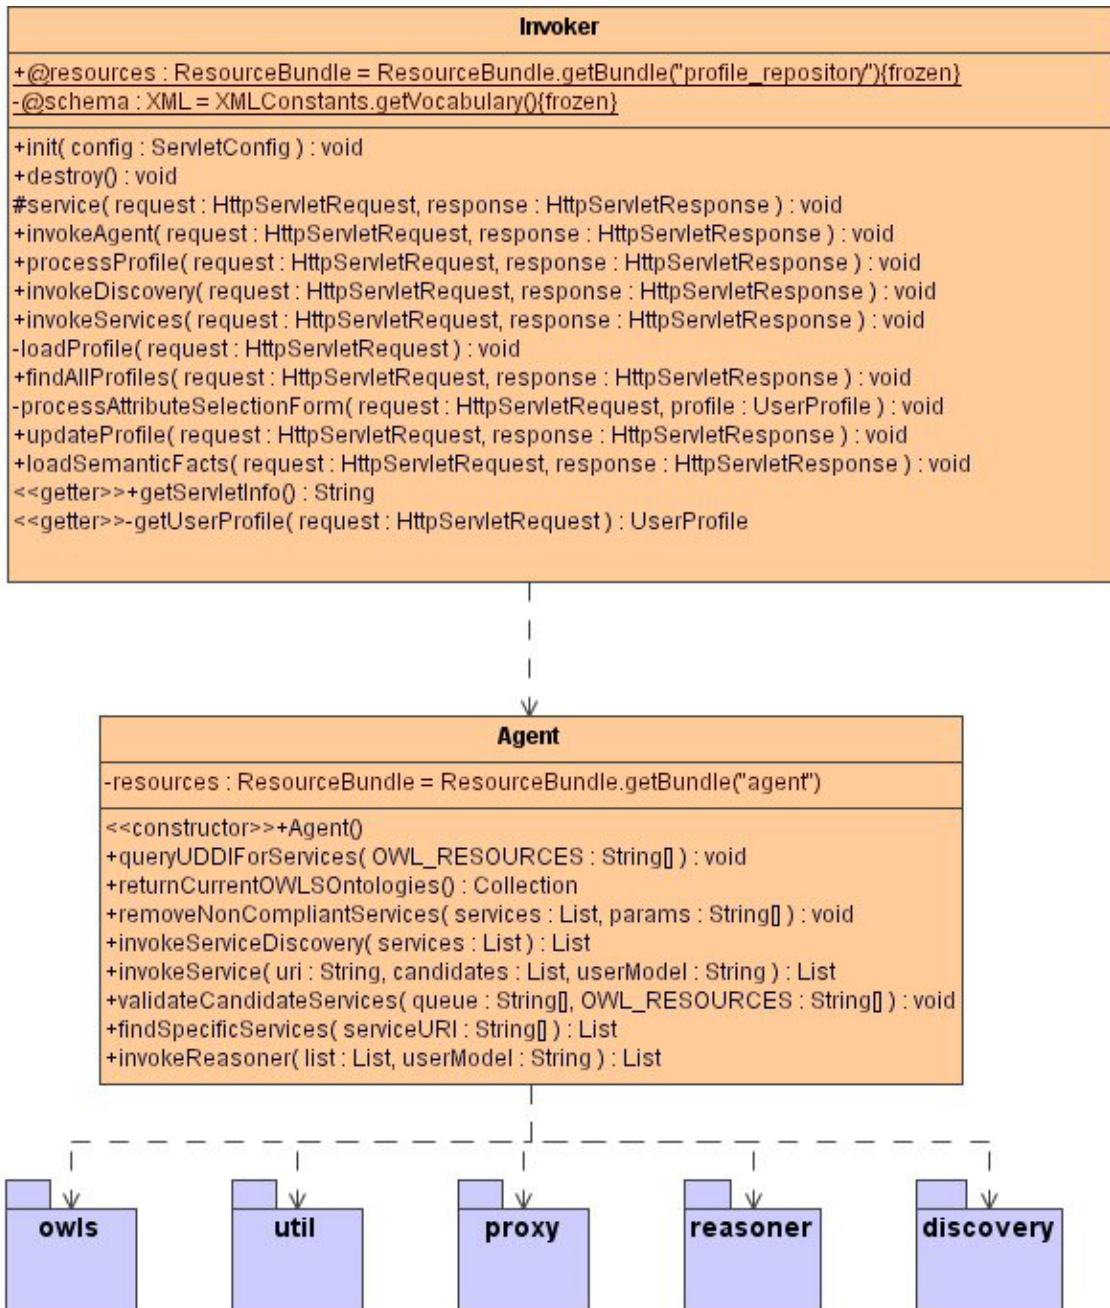 Invoker
+@resources : ResourceBundle = ResourceBundle.getBundle("profile_repository"){frozen}
-@schema : XML = XMLConstants.getVocabulary(){frozen}
+init( config : ServletConfig ) : void
+destroy() : void
#service( request : HttpServletRequest, response : HttpServletResponse ) : void
+invokeAgent( request : HttpServletRequest, response : HttpServletResponse ) : void
+processProfile( request : HttpServletRequest, response : HttpServletResponse ) : void
+invokeDiscovery( request : HttpServletRequest, response : HttpServletResponse ) : void
+invokeServices( request : HttpServletRequest, response : HttpServletResponse ) : void
-loadProfile( request : HttpServletRequest ) : void
+findAllProfiles( request : HttpServletRequest, response : HttpServletResponse ) : void
-processAttributeSelectionForm( request : HttpServletRequest, profile : UserProfile ) : void
+updateProfile( request : HttpServletRequest, response : HttpServletResponse ) : void
+loadSemanticFacts( request : HttpServletRequest, response : HttpServletResponse ) : void
<<getter>>+getServletInfo() : String
<<getter>>-getUserProfile( request : HttpServletRequest ) : UserProfile
Agent
-resources : ResourceBundle = ResourceBundle.getBundle("agent")
<<constructor>>+Agent()
+queryUDDIForServices( OWL_RESOURCES : String[] ) : void
+returnCurrentOWLSOntologies() : Collection
+removeNonCompliantServices( services : List, params : String[] ) : void
+invokeServiceDiscovery( services : List ) : List
+invokeService( uri : String, candidates : List, userModel : String ) : List
+validateCandidateServices( queue : String[], OWL_RESOURCES : String[] ) : void
+findSpecificServices( serviceURI : String[] ) : List
+invokeReasoner( list : List, userModel : String ) : List
owls util proxy reasoner discovery